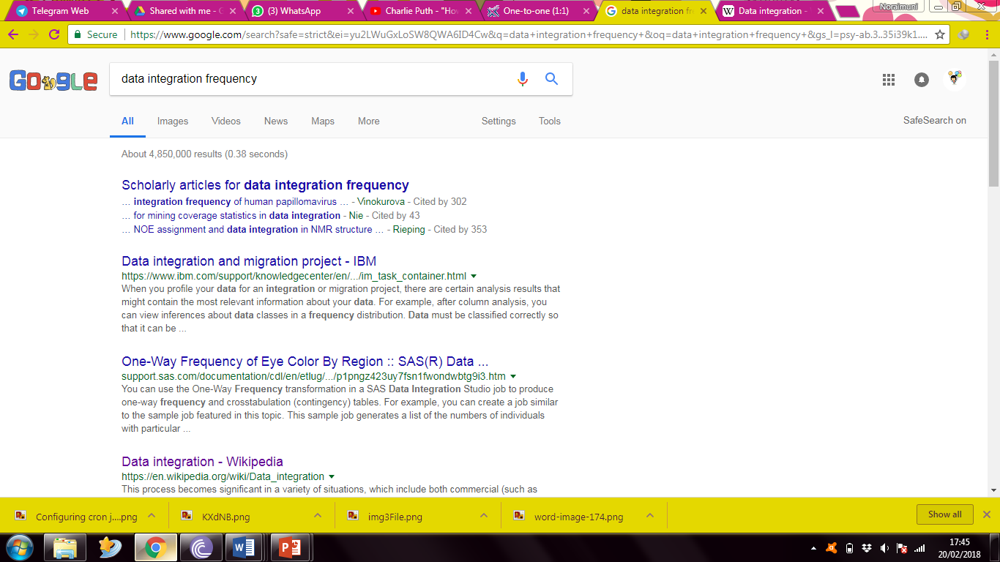 Telegram Web
Shared with me - G
(3) WhatsApp
Charlie Puth - "How
One-to-one (1:1)
data integration fre
Data integration -
Noraimuni
Secure
https://www.google.com/search?safe=strict&ei=yu2LWuGxLoSW8QWA6ID4Cw&q=data+integration+frequency+&oq=data+integration+frequency+&gs_l=psy-ab.3..35i39k1....
Google
data integration frequency
All
Images
Videos
News
Maps
More
Settings
Tools
SafeSearch on
About 4,850,000 results (0.38 seconds)
Scholarly articles for data integration frequency
... integration frequency of human papillomavirus ... - Vinokurova - Cited by 302
... for mining coverage statistics in data integration - Nie - Cited by 43
... NOE assignment and data integration in NMR structure ... - Rieping - Cited by 353
Data integration and migration project - IBM
https://www.ibm.com/support/knowledgecenter/en/.../im_task_container.html
When you profile your data for an integration or migration project, there are certain analysis results that
might contain the most relevant information about your data. For example, after column analysis, you
can view inferences about data classes in a frequency distribution. Data must be classified correctly so
that it can be ...
One-Way Frequency of Eye Color By Region :: SAS(R) Data ...
support.sas.com/documentation/cdl/en/etlug/.../p1pngz423uy7fsn1fwondwbtg9i3.htm
You can use the One-Way Frequency transformation in a SAS Data Integration Studio job to produce
one-way frequency and crosstabulation (contingency) tables. For example, you can create a job similar
to the sample job featured in this topic. This sample job generates a list of the numbers of individuals
with particular ...
Data integration - Wikipedia
https://en.wikipedia.org/wiki/Data_integration
This process becomes significant in a variety of situations, which include both commercial (such as
Configuring cron j....png
KXdNB.png
img3File.png
word-image-174.png
Show all
17:45
20/02/2018